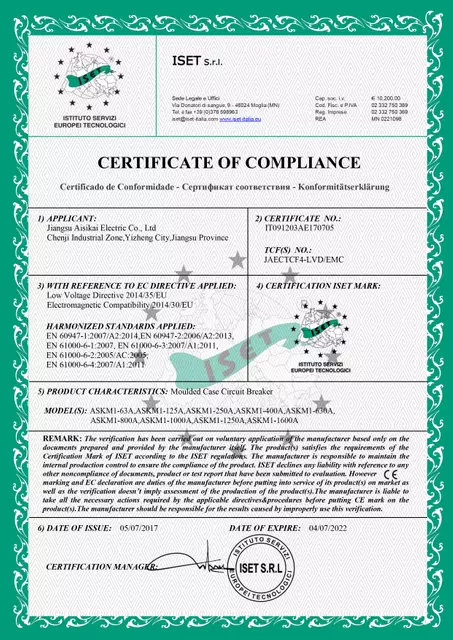 ISET S.r.l.
ISET
ISTITUTO SERVIZI
EUROPEI TECNOLOGICI
Sede Legale e Uffici
Via Donatori di sangue, 9 - 46024 Moglia (MN)
Tel. e fax +39 (0)376 598963
iset@iset-italia.com www.iset-italia.eu
Cap. soc. i.v. € 10.200,00
Cod. Fisc. e P.IVA 02 332 750 369
Reg. Imprese 02 332 750 369
REA MN 0221098
CERTIFICATE OF COMPLIANCE
Certificado de Conformidade - Сертификат соответствия - Konformitätserklärung
1) APPLICANT:
Jiangsu Aisikai Electric Co., Ltd
Chenji Industrial Zone,Yizheng City,Jiangsu Province
2) CERTIFICATE NO.:
IT091203AE170705
TCF(S) NO.:
JAECTCF4-LVD/EMC
3) WITH REFERENCE TO EC DIRECTIVE APPLIED:
Low Voltage Directive 2014/35/EU
Electromagnetic Compatibility 2014/30/EU
HARMONIZED STANDARDS APPLIED:
EN 60947-1:2007/A2:2014,EN 60947-2:2006/A2:2013,
EN 61000-6-1:2007, EN 61000-6-3:2007/A1:2011,
EN 61000-6-2:2005/AC:2005,
EN 61000-6-4:2007/A1:2011
4) CERTIFICATION ISET MARK:
ISET
ISTITUTO SERVIZI
EUROPEI TECNOLOGICI
ISET
5) PRODUCT CHARACTERISTICS: Moulded Case Circuit Breaker
MODEL(S): ASKM1-63A,ASKM1-125A,ASKM1-250A,ASKM1-400A,ASKM1-630A,
ASKM1-800A,ASKM1-1000A,ASKM1-1250A,ASKM1-1600A
REMARK: The verification has been carried out on voluntary application of the manufacturer based only on the
documents prepared and provided by the manufacturer itself. The product(s) satisfies the requirements of the
Certification Mark of ISET according to the ISET regulations. The manufacturer is responsible to maintain the
internal production control to ensure the compliance of the product. ISET declines any liability with reference to any
other noncompliance of documents, product or test report that have been submitted to evaluation. However CE
marking and EC declaration are duties of the manufacturer before putting into service of its product(s) on market as
well as the verification doesn't imply assessment of the production of the product(s).The manufacturer is liable to
take all the necessary actions required by the applicable directives&procedures before putting CE mark on the
product(s).The manufacturer should be responsible for the results caused by improperly use this verification.
6) DATE OF ISSUE: 05/07/2017
DATE OF EXPIRE: 04/07/2022
CERTIFICATION MANAGER:
ISTITUTO SERVIZI
ISET S.R.L
EUROPEI TECNOLOGICI